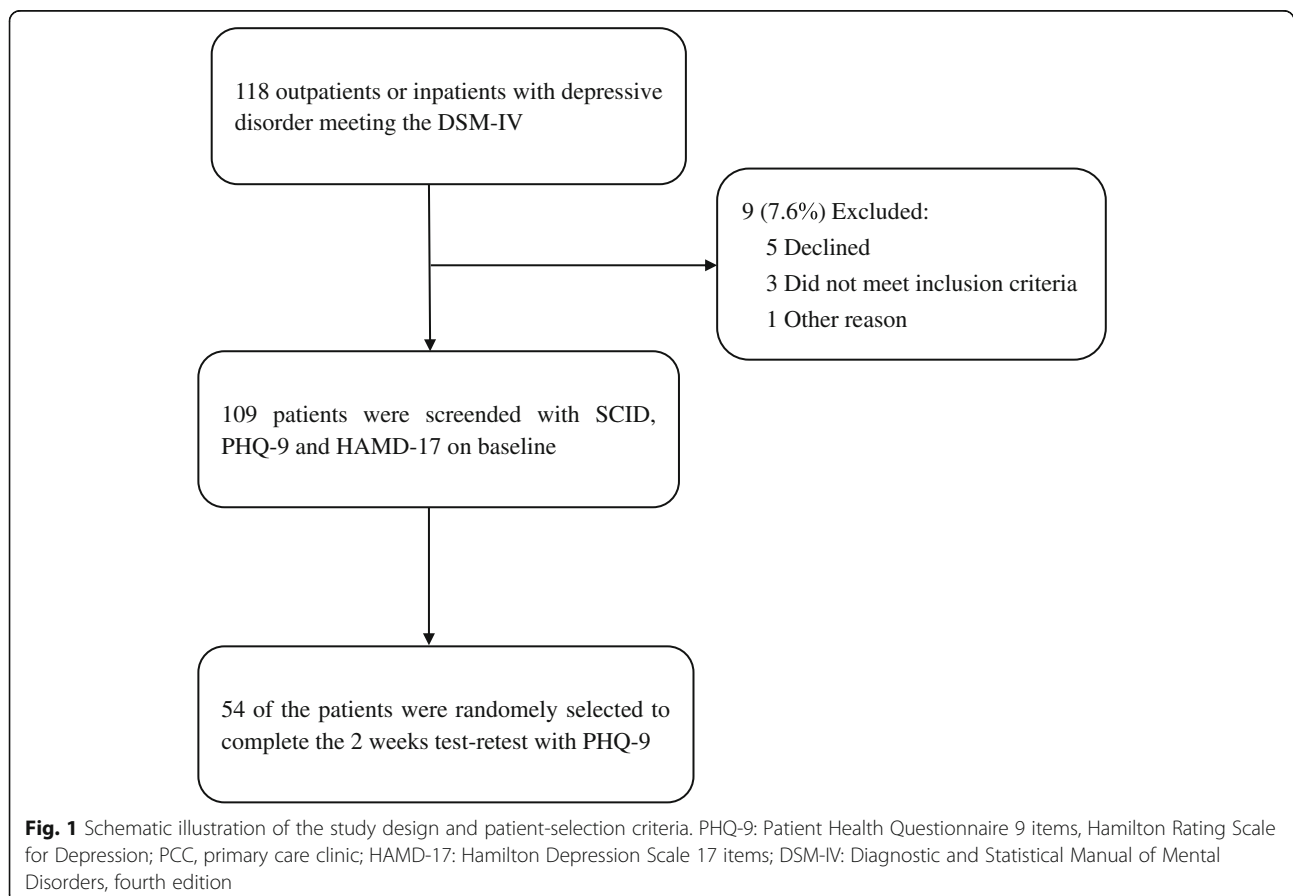 118 outpatients or inpatients with depressive
disorder meeting the DSM-IV
9 (7.6%) Excluded:
5 Declined
3 Did not meet inclusion criteria
1 Other reason
109 patients were screended with SCID,
PHQ-9 and HAMD-17 on baseline
54 of the patients were randomely selected to
complete the 2 weeks test-retest with PHQ-9
Fig. 1 Schematic illustration of the study design and patient-selection criteria. PHQ-9: Patient Health Questionnaire 9 items, Hamilton Rating Scale
for Depression; PCC, primary care clinic; HAMD-17: Hamilton Depression Scale 17 items; DSM-IV: Diagnostic and Statistical Manual of Mental
Disorders, fourth edition